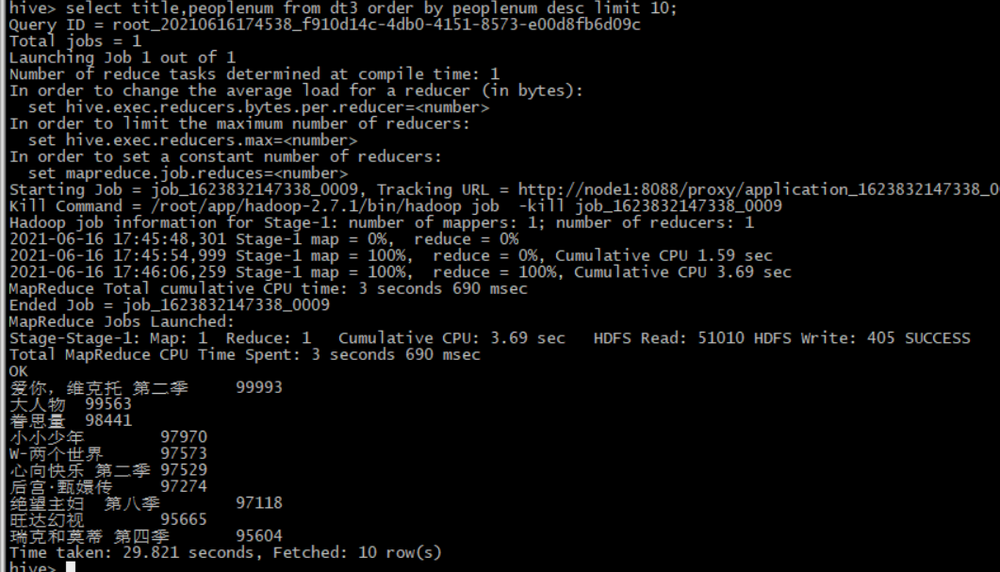 hive> select title,peoplenum from dt3 order by peoplenum desc limit 10;
Query ID = root_20210616174538_f910d14c-4db0-4151-8573-e00d8fb6d09c
Total jobs = 1
Launching Job 1 out of 1
Number of reduce tasks determined at compile time: 1
In order to change the average load for a reducer (in bytes):
  set hive.exec.reducers.bytes.per.reducer=<number>
In order to limit the maximum number of reducers:
  set hive.exec.reducers.max=<number>
In order to set a constant number of reducers:
  set mapreduce.job.reduces=<number>
Starting Job = job_1623832147338_0009, Tracking URL = http://node1:8088/proxy/application_1623832147338_0
Kill Command = /root/app/hadoop-2.7.1/bin/hadoop job  -kill job_1623832147338_0009
Hadoop job information for Stage-1: number of mappers: 1; number of reducers: 1
2021-06-16 17:45:48,301 Stage-1 map = 0%,  reduce = 0%
2021-06-16 17:45:54,999 Stage-1 map = 100%,  reduce = 0%, Cumulative CPU 1.59 sec
2021-06-16 17:46:06,259 Stage-1 map = 100%,  reduce = 100%, Cumulative CPU 3.69 sec
MapReduce Total cumulative CPU time: 3 seconds 690 msec
Ended Job = job_1623832147338_0009
MapReduce Jobs Launched:
Stage-Stage-1: Map: 1  Reduce: 1   Cumulative CPU: 3.69 sec   HDFS Read: 51010 HDFS Write: 405 SUCCESS
Total MapReduce CPU Time Spent: 3 seconds 690 msec
OK
爱你，维克托 第二季	99993
大人物	99563
眷思量	98441
小小少年	97970
W-两个世界	97573
心向快乐 第二季	97529
后宫·甄嬛传	97274
绝望主妇  第八季	97118
旺达幻视	95665
瑞克和莫蒂 第四季	95604
Time taken: 29.821 seconds, Fetched: 10 row(s)
hive>